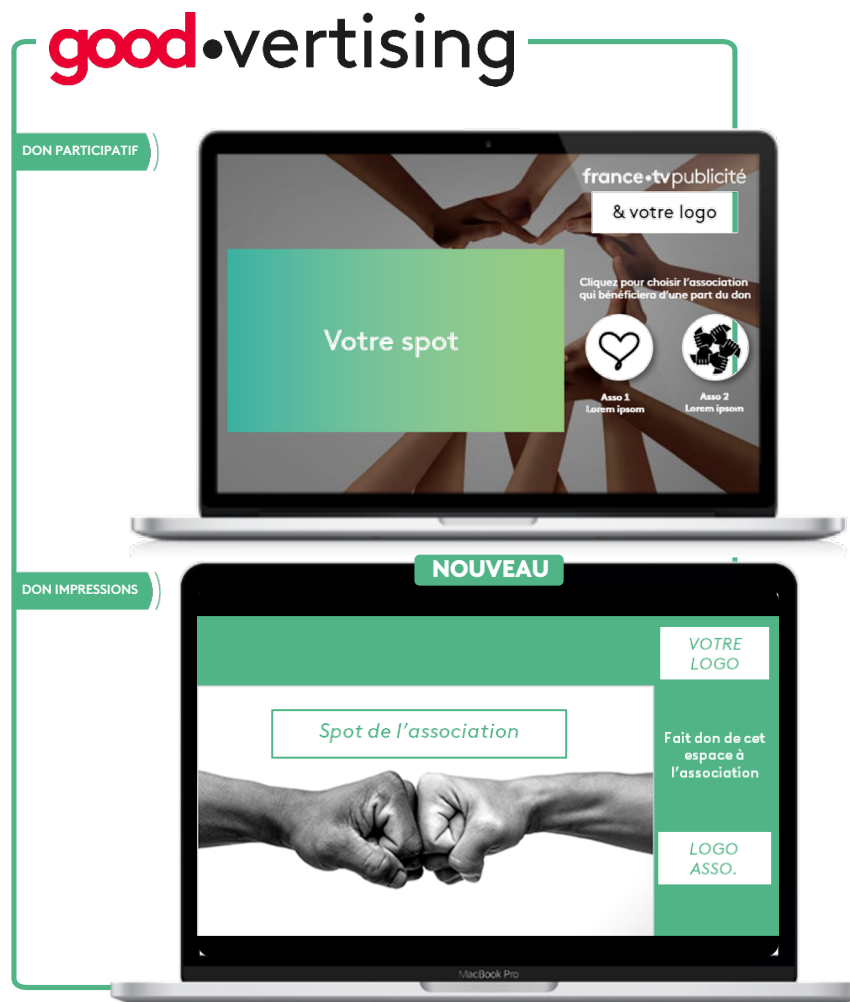 good•vertising
DON PARTICIPATIF
france•tvpublicité
& votre logo
Cliquez pour choisir l'association
qui bénéficiera d'une part du don
Votre spot
Asso 1
Lorem ipsom
Asso 2
Lorem ipsom
NOUVEAU
DON IMPRESSIONS
VOTRE
LOGO
Spot de l'association
Fait don de cet
espace à
l'association
LOGO
ASSO.
MacBook Pro